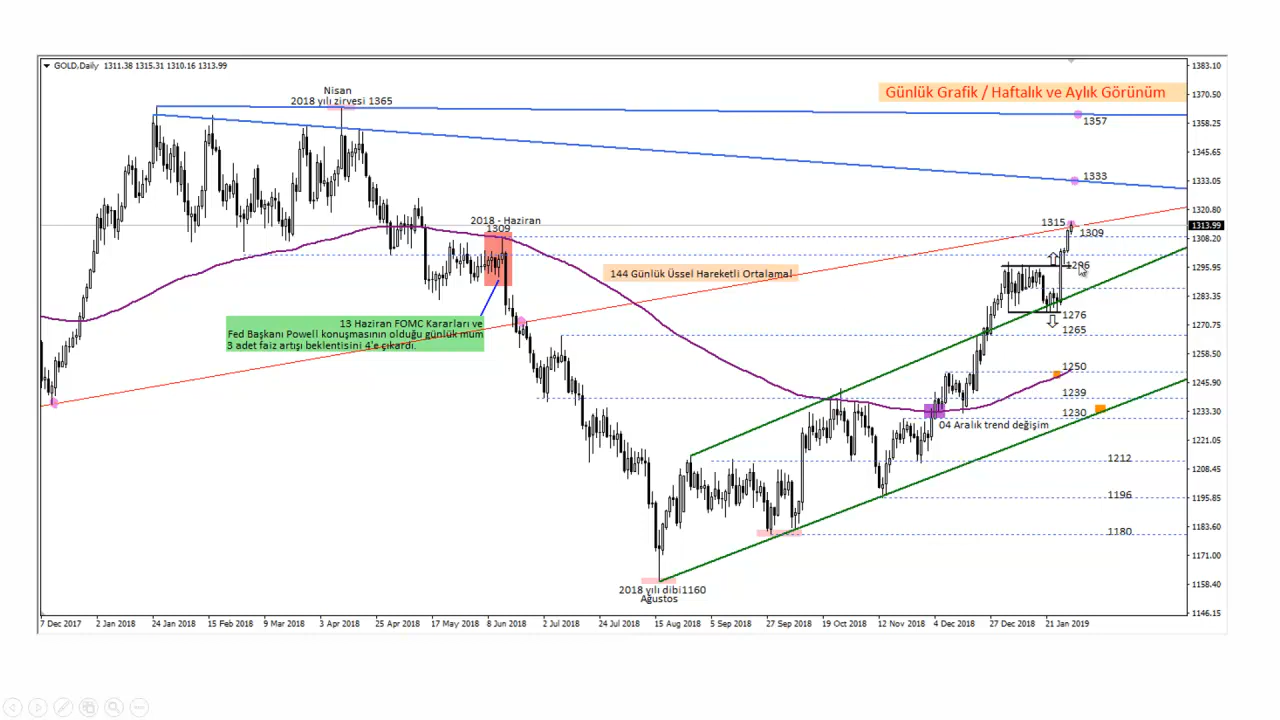 GOLD.Daily 1311.38 1315.31 1310.16 1313.99
Günlük Grafik / Haftalık ve Aylık Görünüm
Nisan
2018 yılı zirvesi 1365
1357
1333
2018 - Haziran
1309
1315
1309
144 Günlük Üssel Hareketli Ortalamal
1296
13 Haziran FOMC Kararları ve
Fed Başkanı Powell konuşmasının olduğu günlük mum
3 adet faiz artışı beklentisini 4'e çıkardı.
1276
1265
1250
1239
1230
04 Aralık trend değişim
1212
1196
1180
2018 yılı dibi1160
Ağustos
1383.10
1370.50
1358.25
1345.65
1333.05
1320.80
1313.99
1308.20
1295.95
1283.35
1270.75
1258.50
1245.90
1233.30
1221.05
1208.45
1195.85
1183.60
1171.00
1158.40
1146.15
7 Dec 2017 2 Jan 2018 24 Jan 2018 15 Feb 2018 9 Mar 2018 3 Apr 2018 25 Apr 2018 17 May 2018 8 Jun 2018 2 Jul 2018 24 Jul 2018 15 Aug 2018 5 Sep 2018 27 Sep 2018 19 Oct 2018 12 Nov 2018 4 Dec 2018 27 Dec 2018 21 Jan 2019